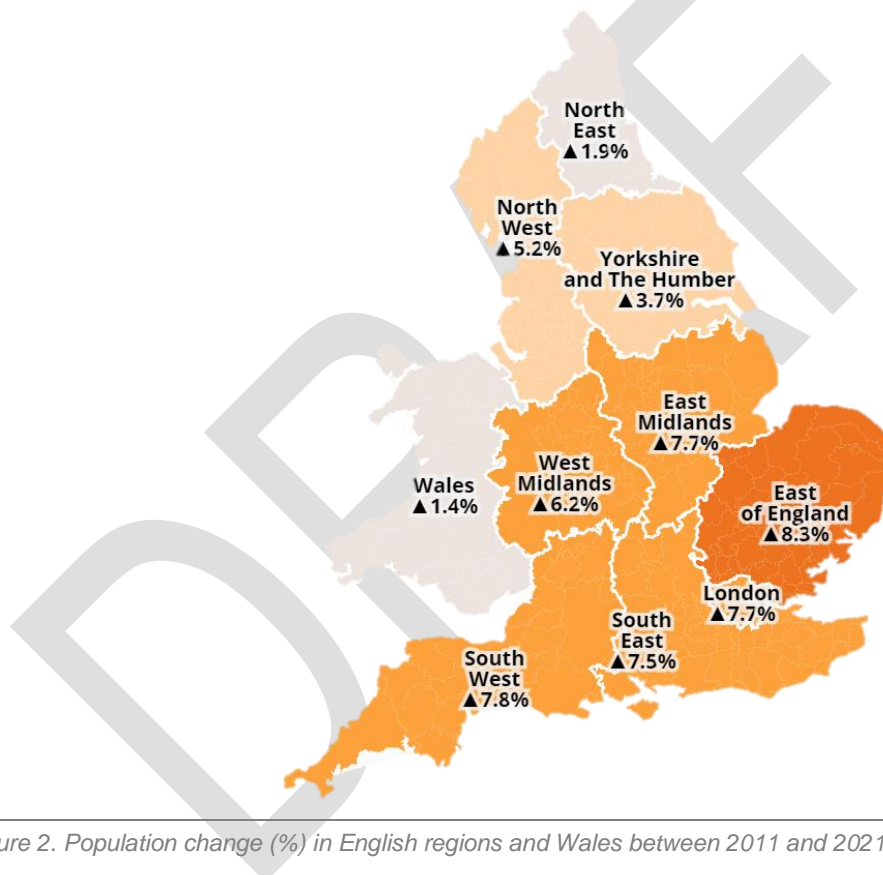 North
East
▲1.9%
North
West
▲5.2%
Yorkshire
and The Humber
▲3.7%
East
Midlands
▲7.7%
West
Midlands
▲6.2%
Wales
▲1.4%
East
of England
▲8.3%
London
▲7.7%
South
East
▲7.5%
South
West
▲7.8%
ure 2. Population change (%) in English regions and Wales between 2011 and 2021